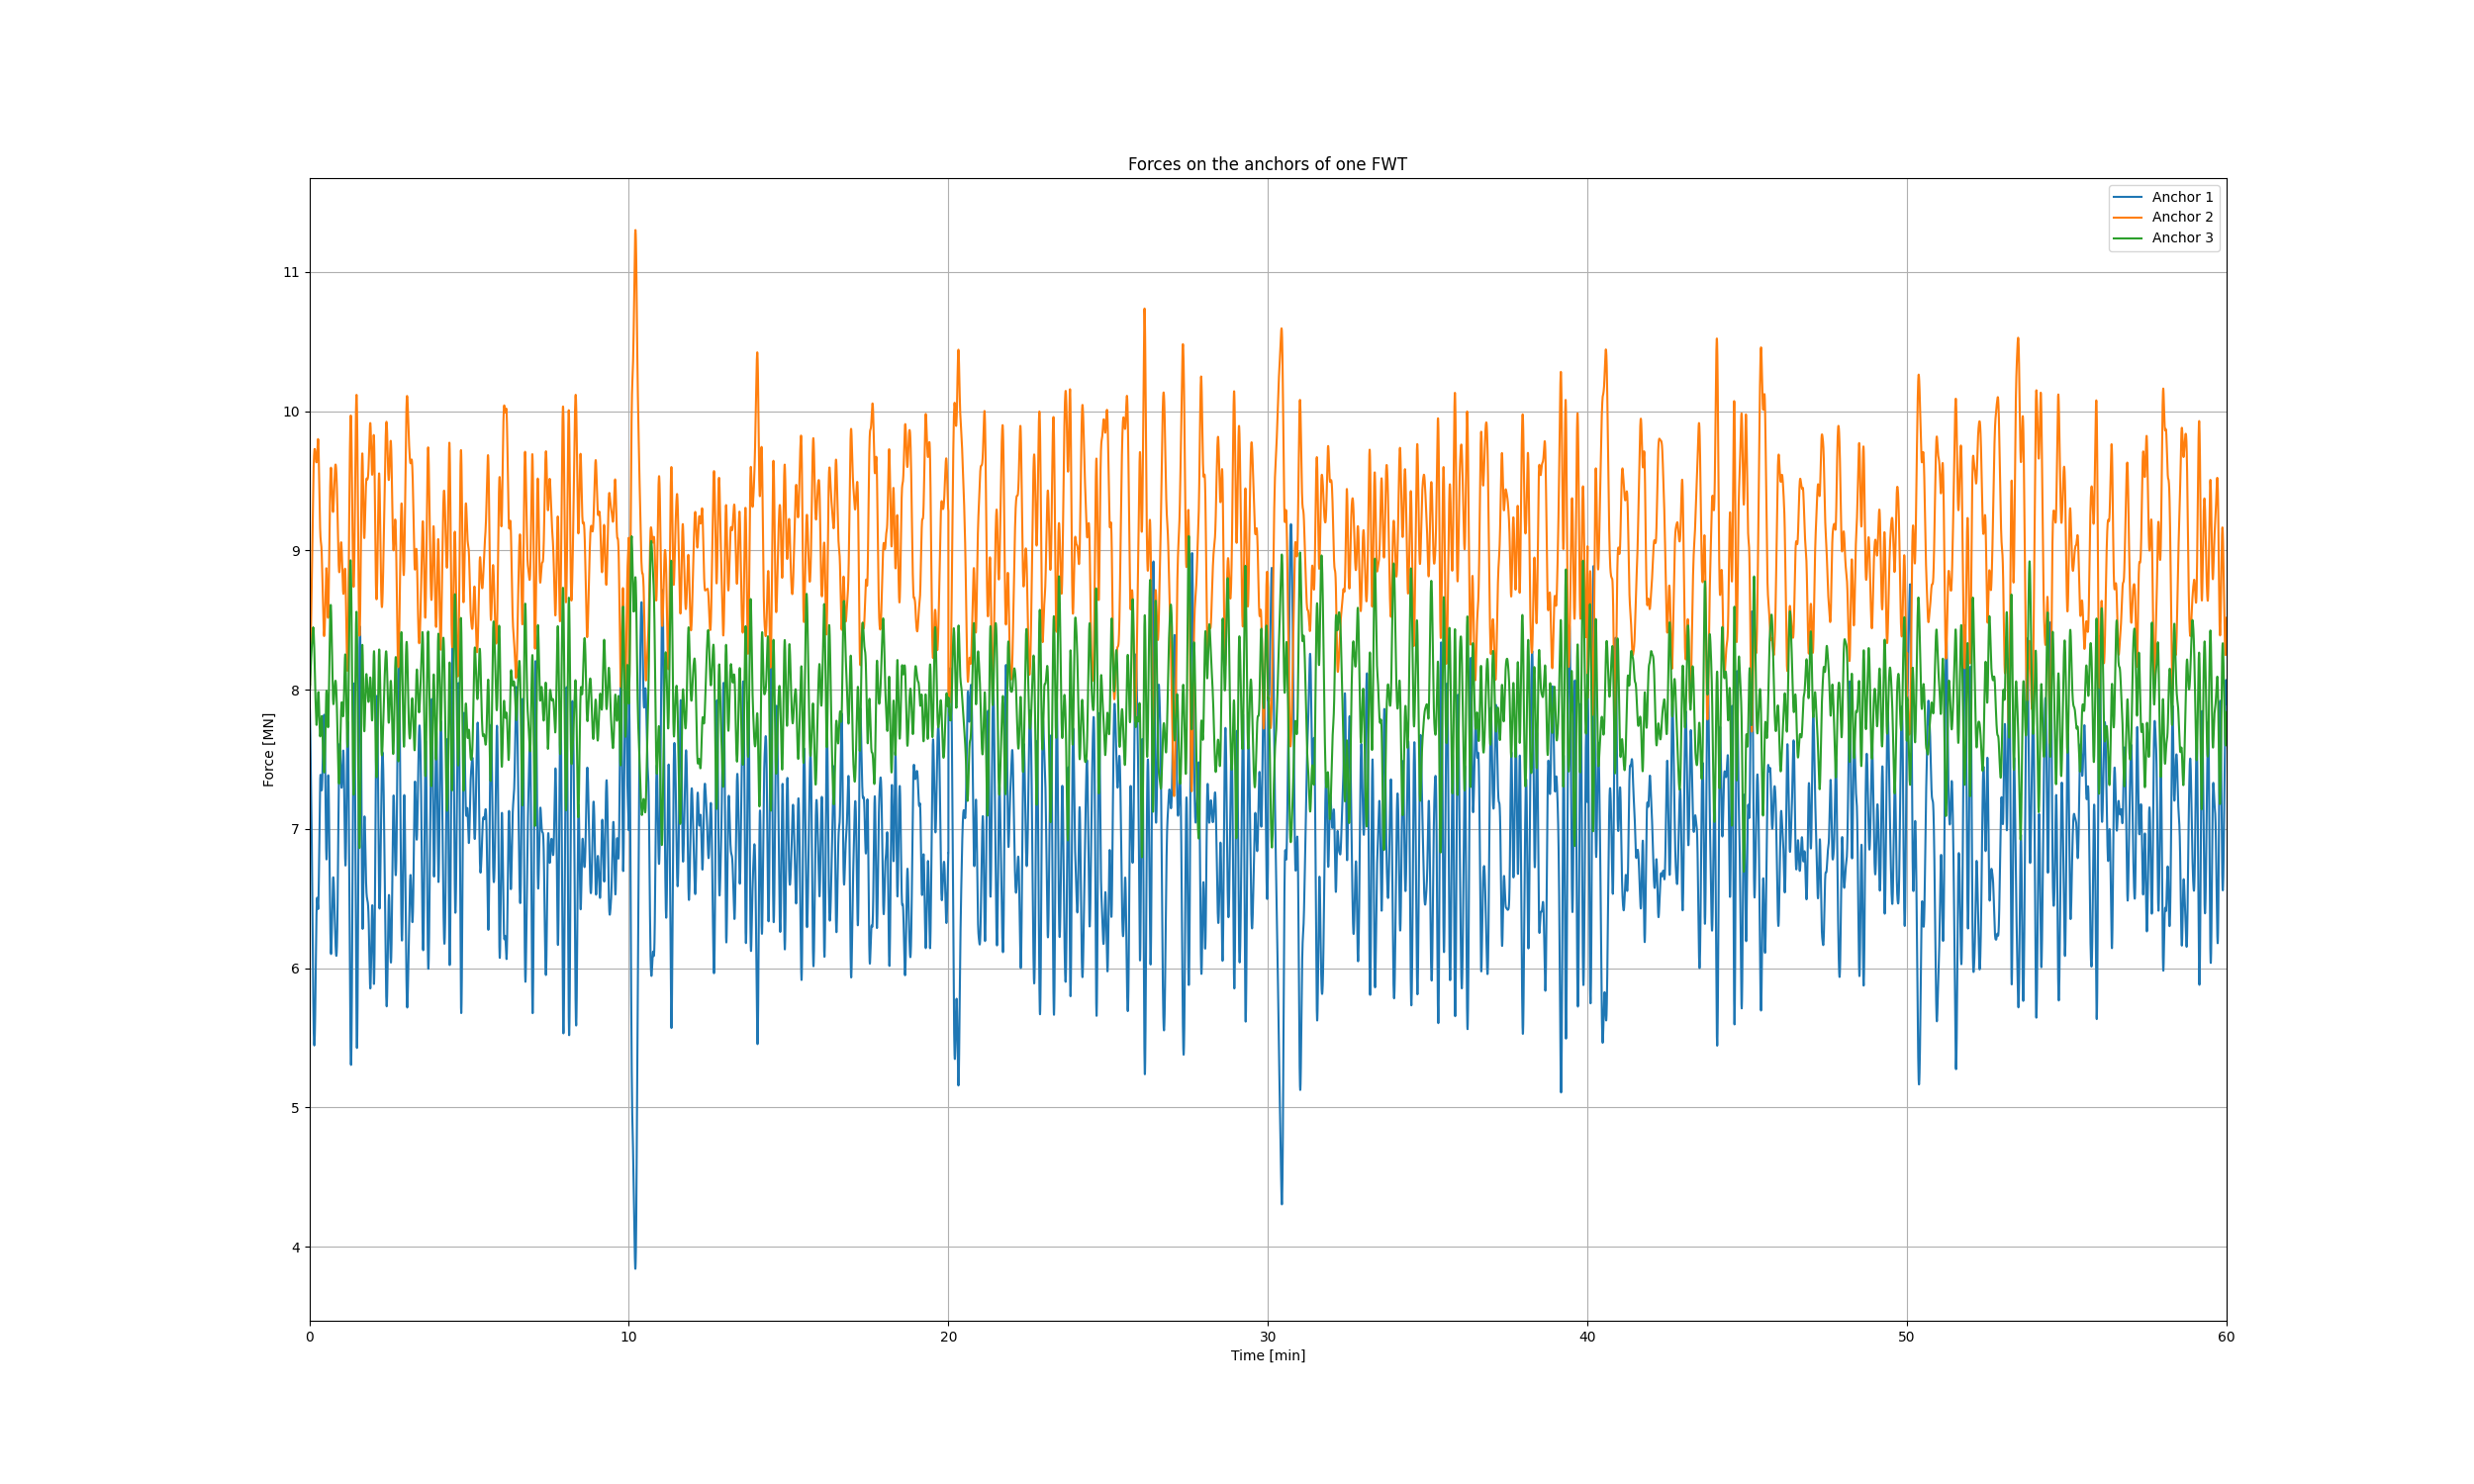 Forces on the anchors of one FWT
Anchor 1
Anchor 2
Anchor 3
Force [MN]
11
10
9
8
7
6
5
4
0 10 20 30 40 50 60
Time [min]